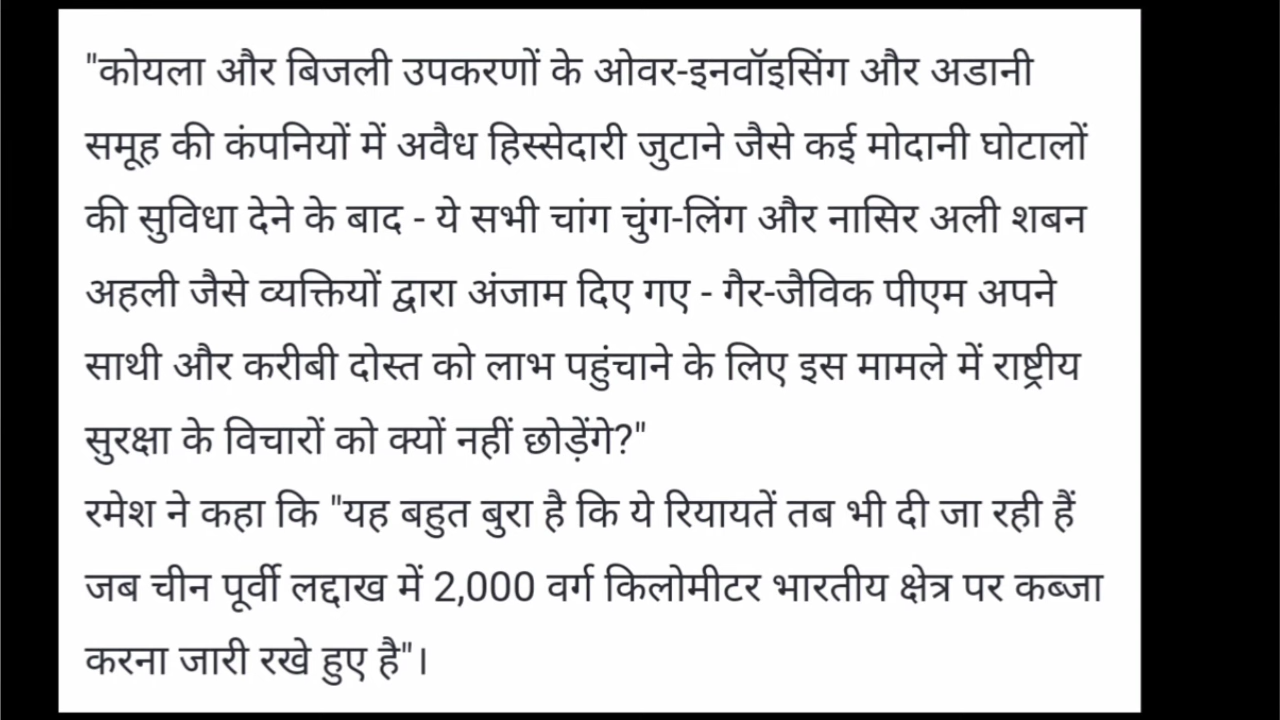 "कोयला और बिजली उपकरणों के ओवर-इनवॉइसिंग और अडानी
समूह की कंपनियों में अवैध हिस्सेदारी जुटाने जैसे कई मोदानी घोटालों
की सुविधा देने के बाद - ये सभी चांग चुंग-लिंग और नासिर अली शबन
अहली जैसे व्यक्तियों द्वारा अंजाम दिए गए - गैर-जैविक पीएम अपने
साथी और करीबी दोस्त को लाभ पहुंचाने के लिए इस मामले में राष्ट्रीय
सुरक्षा के विचारों को क्यों नहीं छोड़ेंगे?"
रमेश ने कहा कि "यह बहुत बुरा है कि ये रियायतें तब भी दी जा रही हैं
जब चीन पूर्वी लद्दाख में 2,000 वर्ग किलोमीटर भारतीय क्षेत्र पर कब्जा
करना जारी रखे हुए है"।